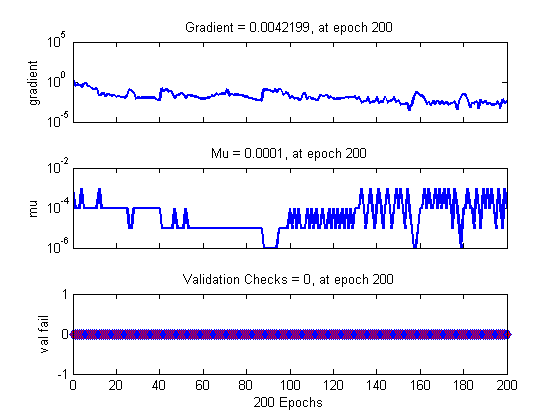 Gradient = 0.0042199, at epoch 200
10^5
10^0
10^-5
gradient
Mu = 0.0001, at epoch 200
10^-2
10^-4
10^-6
mu
Validation Checks = 0, at epoch 200
1
0
-1
val fail
0 20 40 60 80 100 120 140 160 180 200
200 Epochs